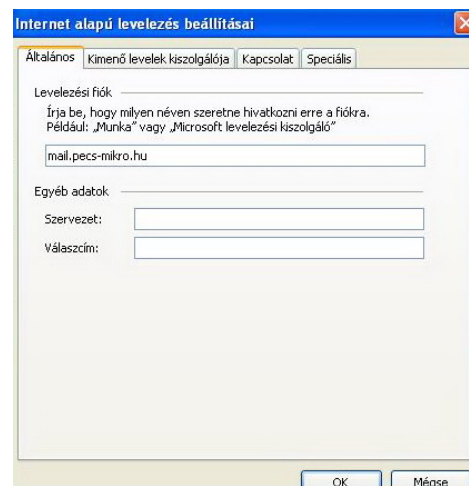 Internet alapú levelezés beállításai
Általános Kimenő levelek kiszolgálója Kapcsolat Speciális
Levelezési fiók
Írja be, hogy milyen néven szeretne hivatkozni erre a fiókra.
Például: „Munka” vagy „Microsoft levelezési kiszolgáló”
mail.pecs-mikro.hu
Egyéb adatok
Szervezet:
Válaszcím:
OK Mégse